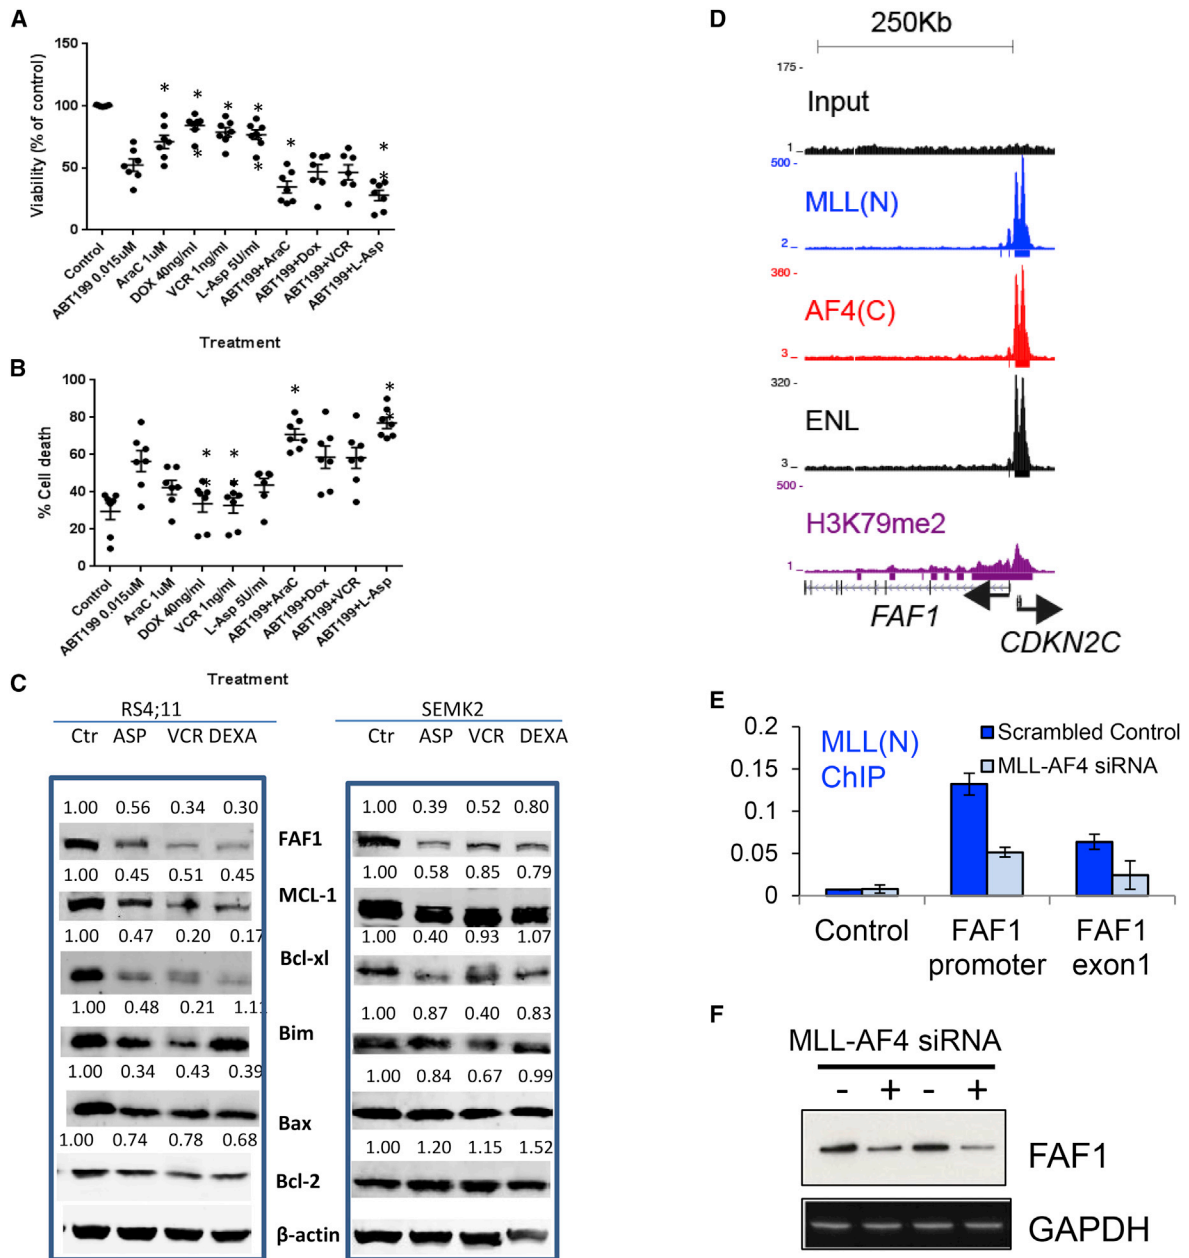 A
150
100
50
0
Viability (% of control)
* * * * * * * * * *
Control
ABT199 0.015uM
AraC 1uM
DOX 40ng/ml
VCR 1ng/ml
L-Asp 5U/ml
ABT199+AraC
ABT199+Dox
ABT199+VCR
ABT199+L-Asp
Treatment
B
100
80
60
40
20
0
% Cell death
* * * * * * *
Control
ABT199 0.015uM
AraC 1uM
DOX 40ng/ml
VCR 1ng/ml
L-Asp 5U/ml
ABT199+AraC
ABT199+Dox
ABT199+VCR
ABT199+L-Asp
Treatment
C
RS4;11
Ctr ASP VCR DEXA
1.00 0.56 0.34 0.30
1.00 0.45 0.51 0.45
1.00 0.47 0.20 0.17
1.00 0.48 0.21 1.11
1.00 0.34 0.43 0.39
1.00 0.74 0.78 0.68
FAF1
MCL-1
Bcl-xl
Bim
Bax
Bcl-2
β-actin
SEMK2
Ctr ASP VCR DEXA
1.00 0.39 0.52 0.80
1.00 0.58 0.85 0.79
1.00 0.40 0.93 1.07
1.00 0.87 0.40 0.83
1.00 0.84 0.67 0.99
1.00 1.20 1.15 1.52
D
250Kb
175 -
Input
1 _
500 -
MLL(N)
2 _
360 -
AF4(C)
3 _
320 -
ENL
3 _
500 -
H3K79me2
1 _
FAF1
CDKN2C
E
0.2
0.15
0.1
0.05
0
MLL(N)
ChIP
Scrambled Control
MLL-AF4 siRNA
Control
FAF1
promoter
FAF1
exon1
F
MLL-AF4 siRNA
- + - +
FAF1
GAPDH